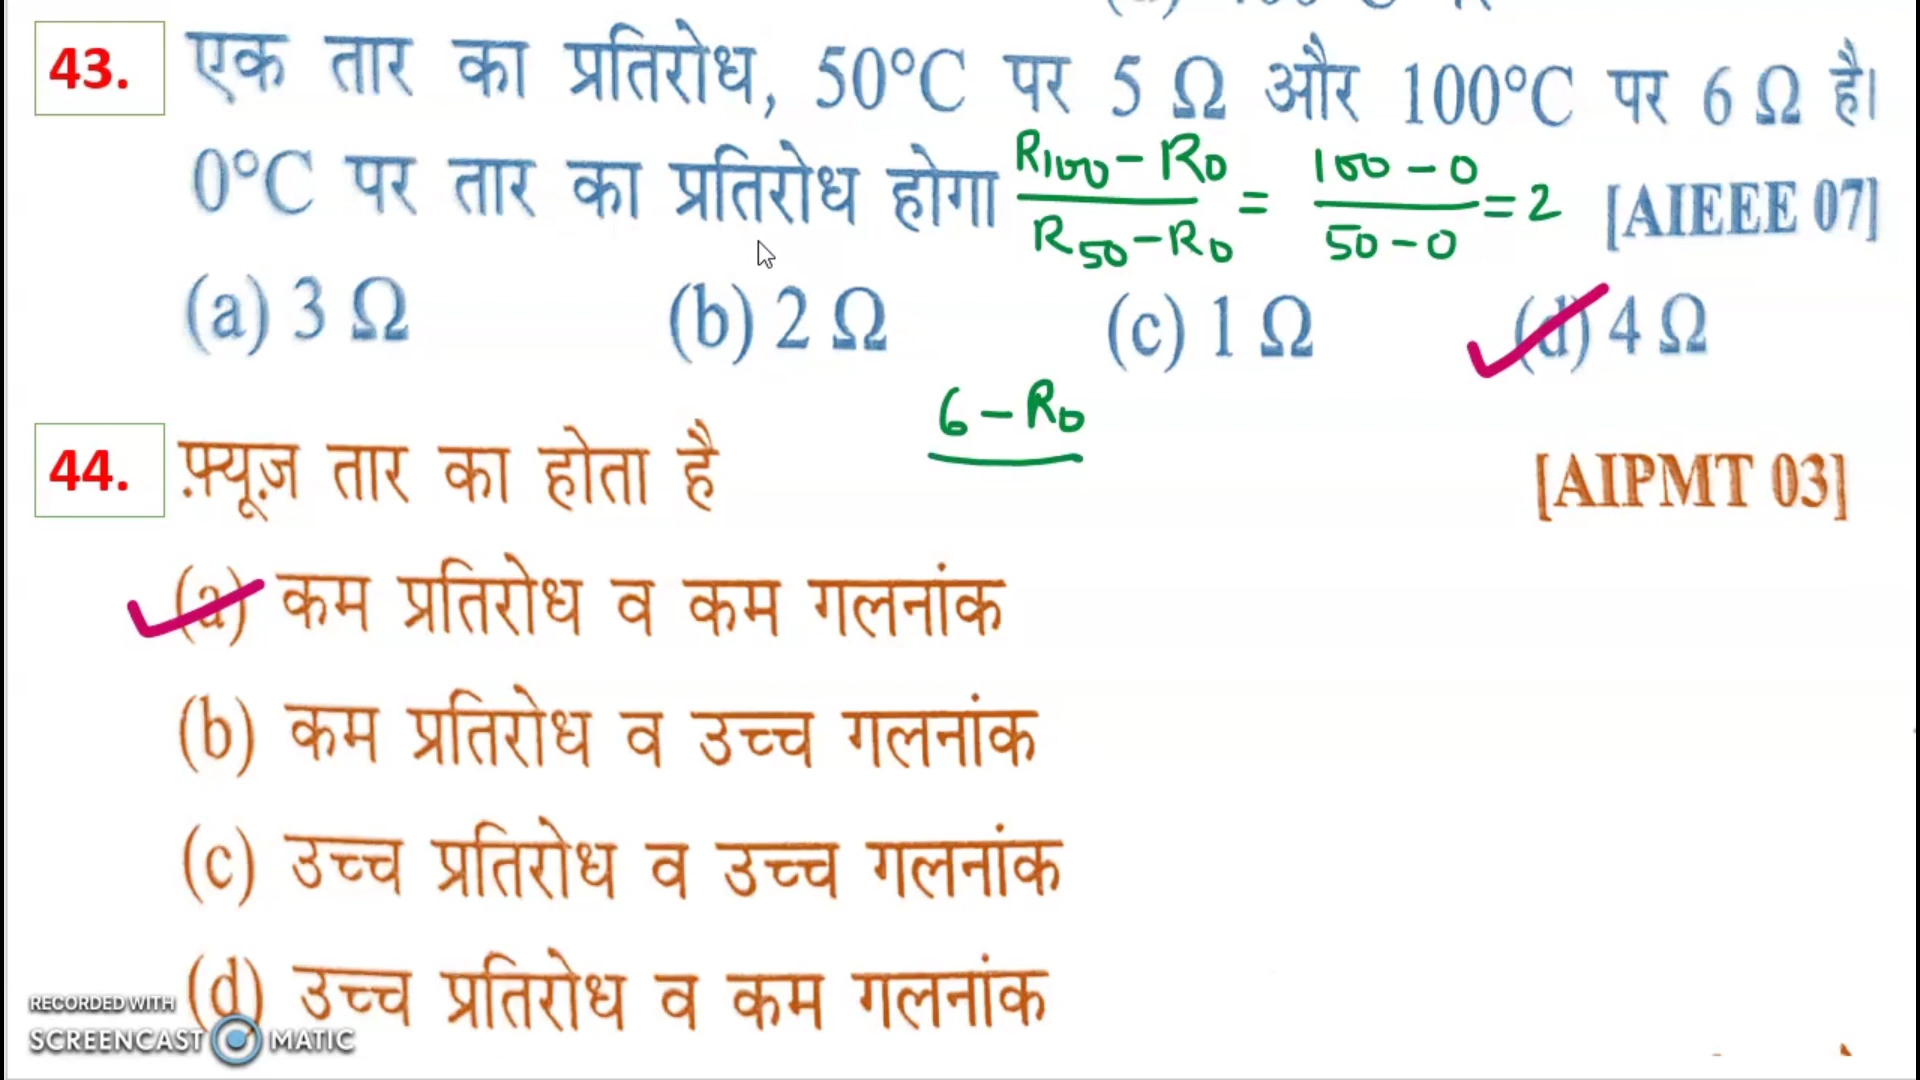 43. एक तार का प्रतिरोध, 50°C पर 5 Ω और 100°C पर 6 Ω है।
0°C पर तार का प्रतिरोध होगा [AIEEE 07]
R100 - R0 / R50 - R0 = 100 - 0 / 50 - 0 = 2
(a) 3 Ω (b) 2 Ω (c) 1 Ω (d) 4 Ω
6 - R0
44. फ़्यूज़ तार का होता है [AIPMT 03]
(a) कम प्रतिरोध व कम गलनांक
(b) कम प्रतिरोध व उच्च गलनांक
(c) उच्च प्रतिरोध व उच्च गलनांक
(d) उच्च प्रतिरोध व कम गलनांक
RECORDED WITH
SCREENCAST MATIC